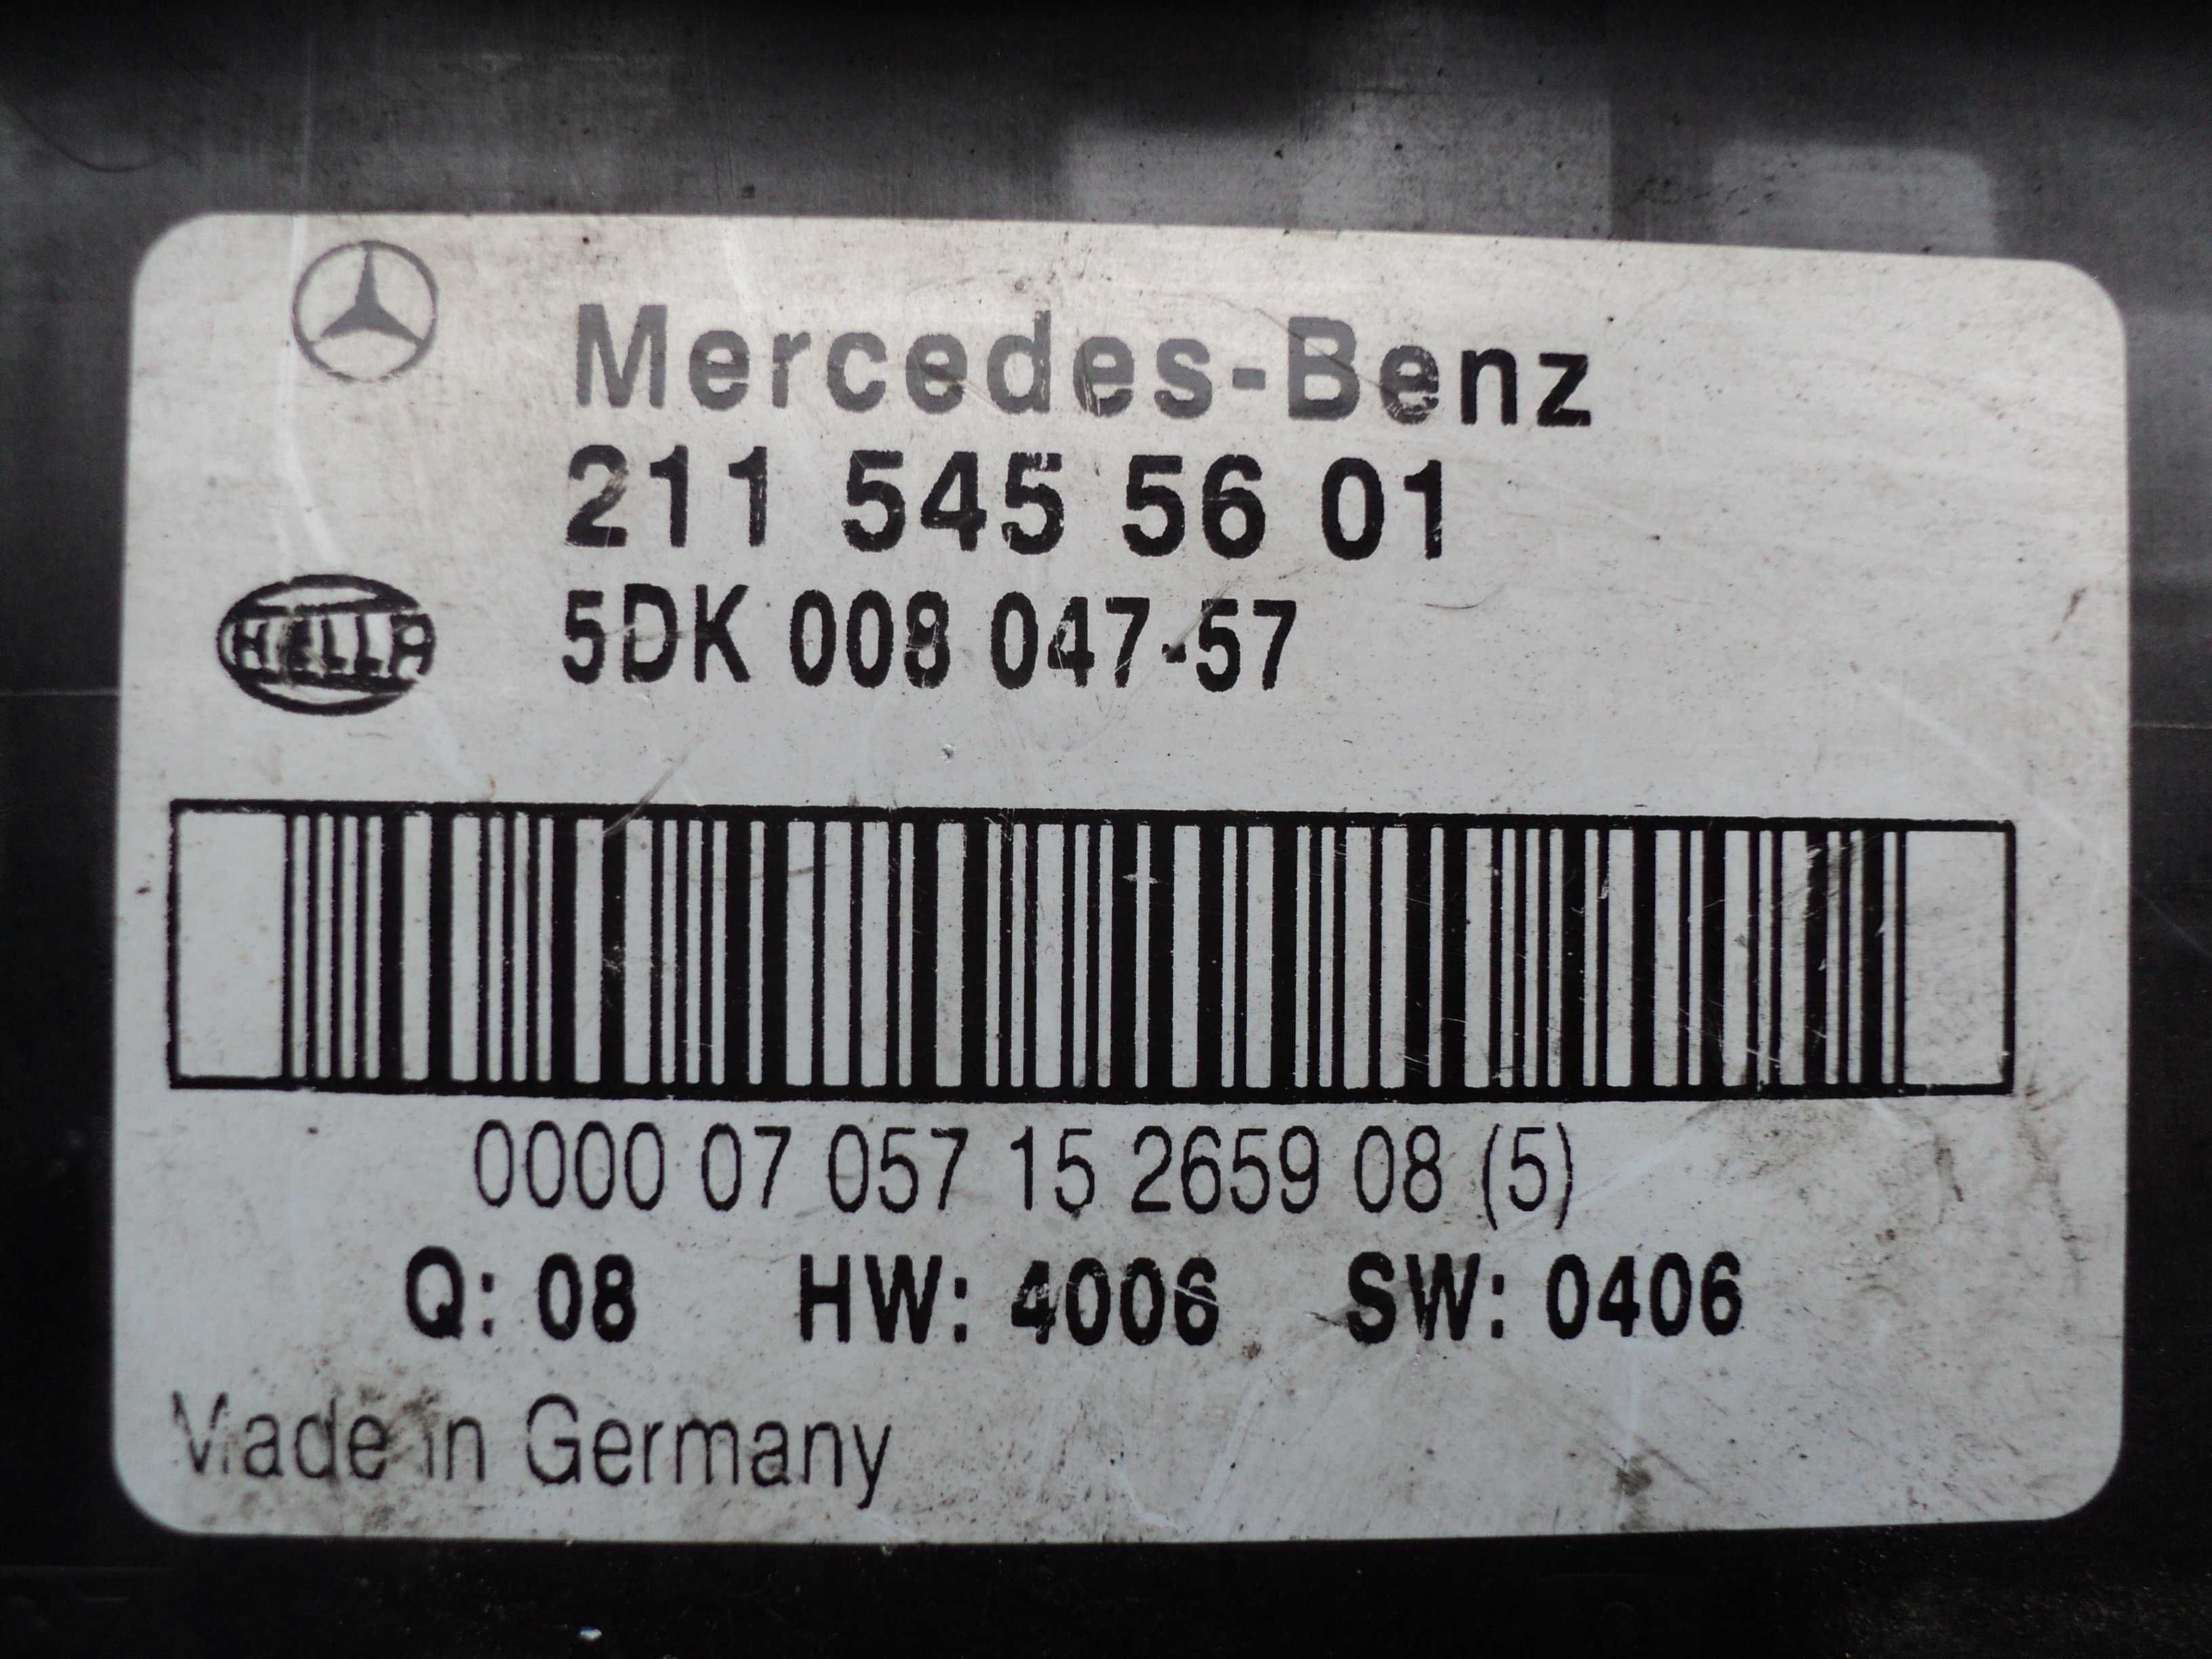 Mercedes-Benz
211 545 56 01
HELLA
5DK 008 047-57
0000 07 057 15 2659 08 (5)
Q: 08 HW: 4006 SW: 0406
Made in Germany